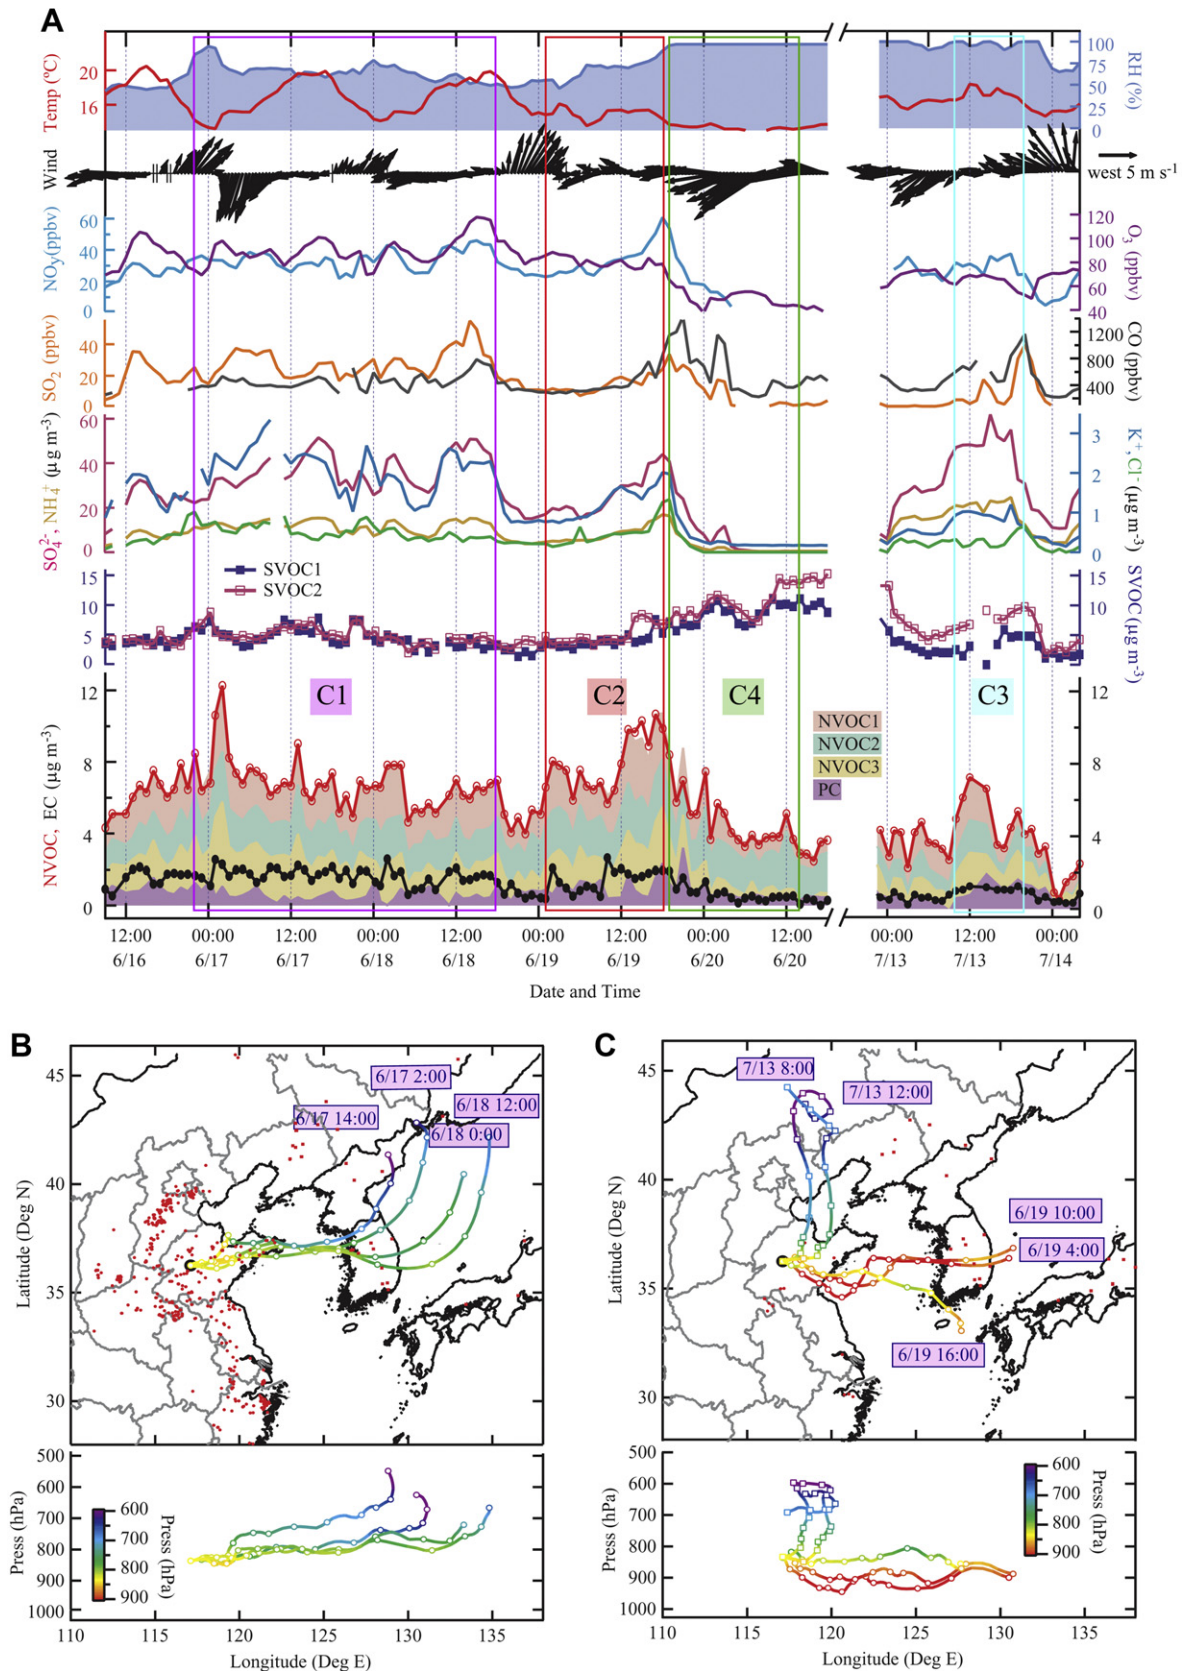 A
Temp (ºC)
20
16
100
75
50
25
0
RH (%)
Wind
west 5 m s-1
NOy(ppbv)
60
40
20
0
120
100
80
60
40
O3 (ppbv)
SO2 (ppbv)
40
20
0
1200
800
400
CO (ppbv)
SO4 2-, NH4 + (μg m-3)
60
40
20
0
3
2
1
0
K+, Cl- (μg m-3)
SVOC1
SVOC2
15
10
5
0
15
10
5
0
SVOC (μg m-3)
NVOC, EC (μg m-3)
12
8
4
0
C1
C2
C4
C3
NVOC1
NVOC2
NVOC3
PC
12
8
4
0
12:00 00:00 12:00 00:00 12:00 00:00 12:00 00:00 12:00 00:00 12:00 00:00
6/16 6/17 6/17 6/18 6/18 6/19 6/19 6/20 6/20 7/13 7/13 7/14
Date and Time
B
Latitude (Deg N)
45
40
35
30
6/17 2:00
6/18 12:00
6/17 14:00
6/18 0:00
Press (hPa)
500
600
700
800
900
1000
600
700
800
900
Press (hPa)
110 115 120 125 130 135
Longitude (Deg E)
C
Latitude (Deg N)
45
40
35
30
7/13 8:00
7/13 12:00
6/19 10:00
6/19 4:00
6/19 16:00
Press (hPa)
500
600
700
800
900
1000
600
700
800
900
Press (hPa)
110 115 120 125 130 135
Longitude (Deg E)